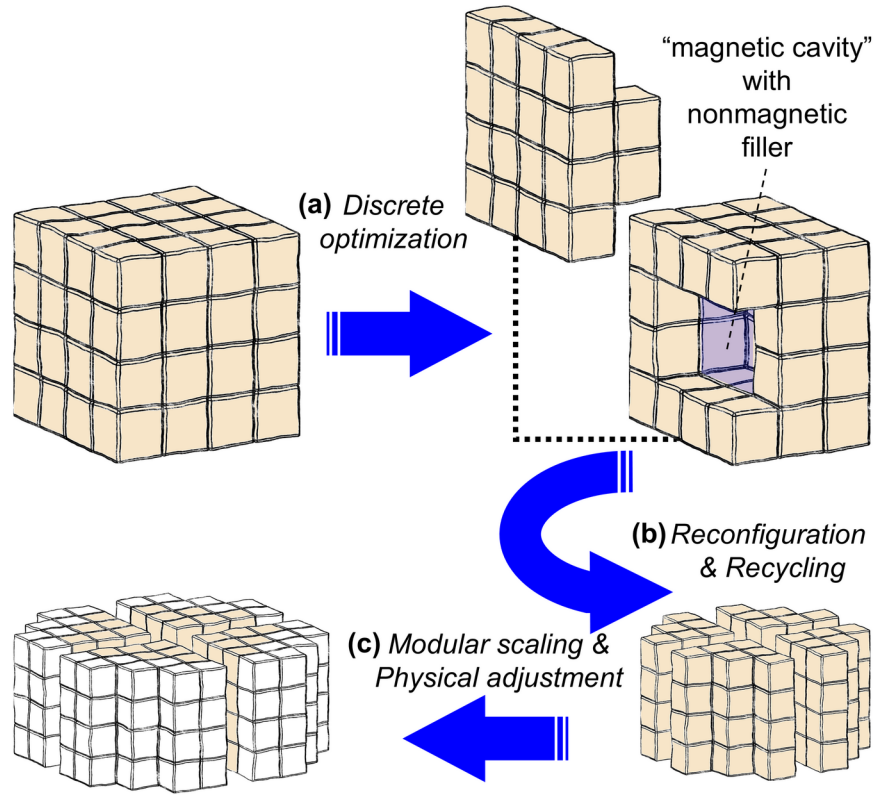 “magnetic cavity”
with
nonmagnetic
filler
(a) Discrete
optimization
(b) Reconfiguration
& Recycling
(c) Modular scaling &
Physical adjustment